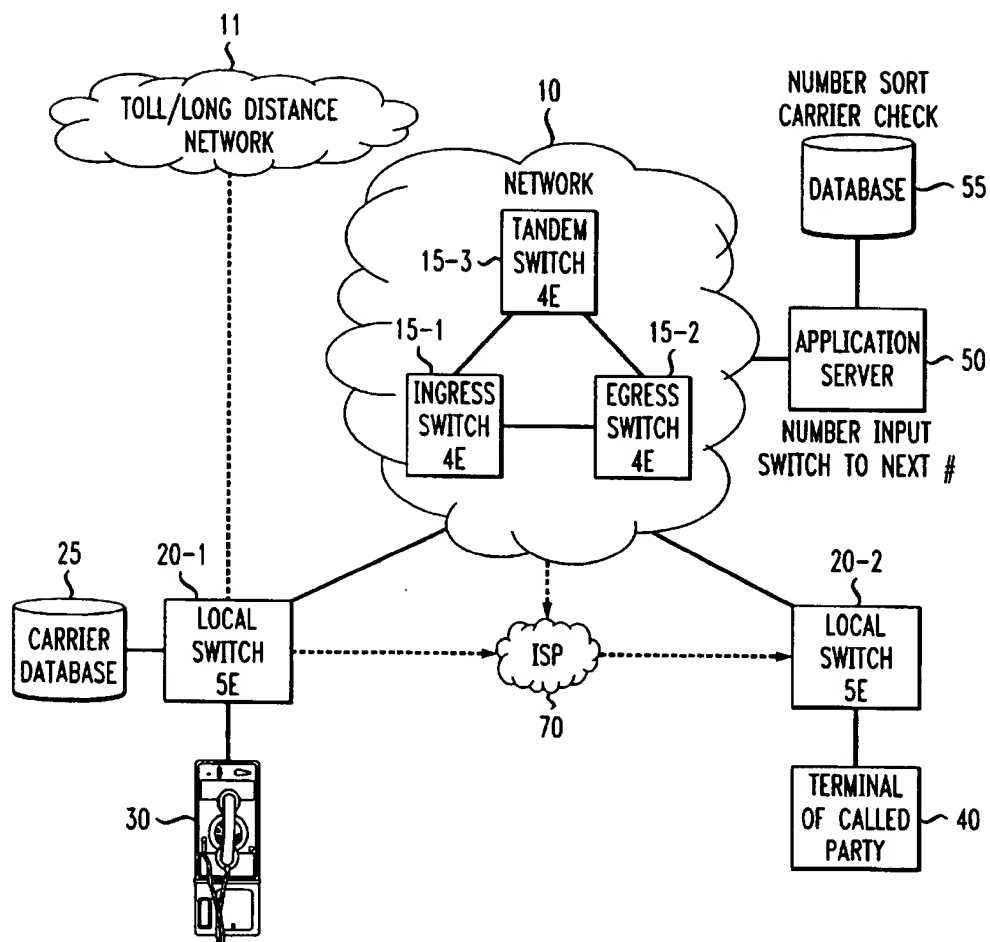 11
TOLL/LONG DISTANCE
NETWORK
10
NUMBER SORT
CARRIER CHECK
DATABASE
55
NETWORK
TANDEM
SWITCH
4E
15-3
15-1
INGRESS
SWITCH
4E
15-2
EGRESS
SWITCH
4E
APPLICATION
SERVER
50
NUMBER INPUT
SWITCH TO NEXT #
25
CARRIER
DATABASE
20-1
LOCAL
SWITCH
5E
ISP
70
20-2
LOCAL
SWITCH
5E
30
TERMINAL
OF CALLED
PARTY
40